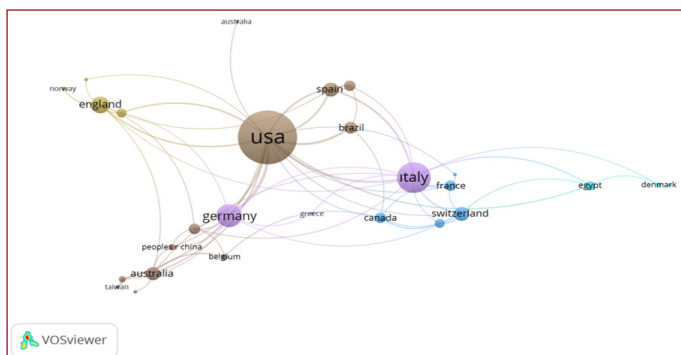 australia
norway
england
spain
usa
brazil
italy
france
egypt
denmark
germany
greece
canada
switzerland
peoples r china
belgium
australia
taiwan
VOSviewer